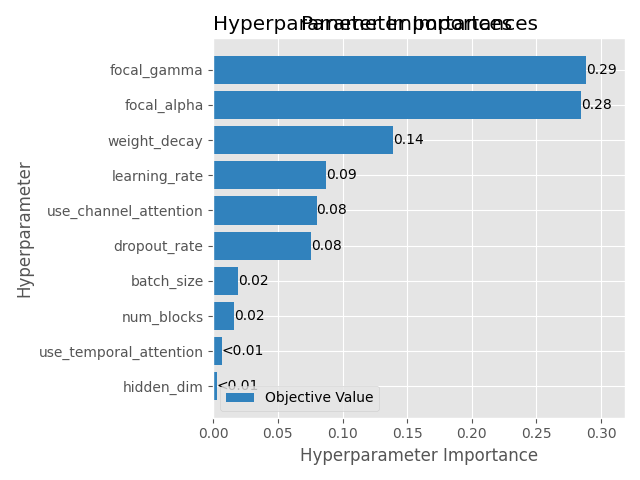 Hyperparameter Importances
Parameter Importances
focal_gamma 0.29
focal_alpha 0.28
weight_decay 0.14
learning_rate 0.09
use_channel_attention 0.08
dropout_rate 0.08
batch_size 0.02
num_blocks 0.02
use_temporal_attention <0.01
hidden_dim <0.01
Objective Value
0.00 0.05 0.10 0.15 0.20 0.25 0.30
Hyperparameter Importance
Hyperparameter